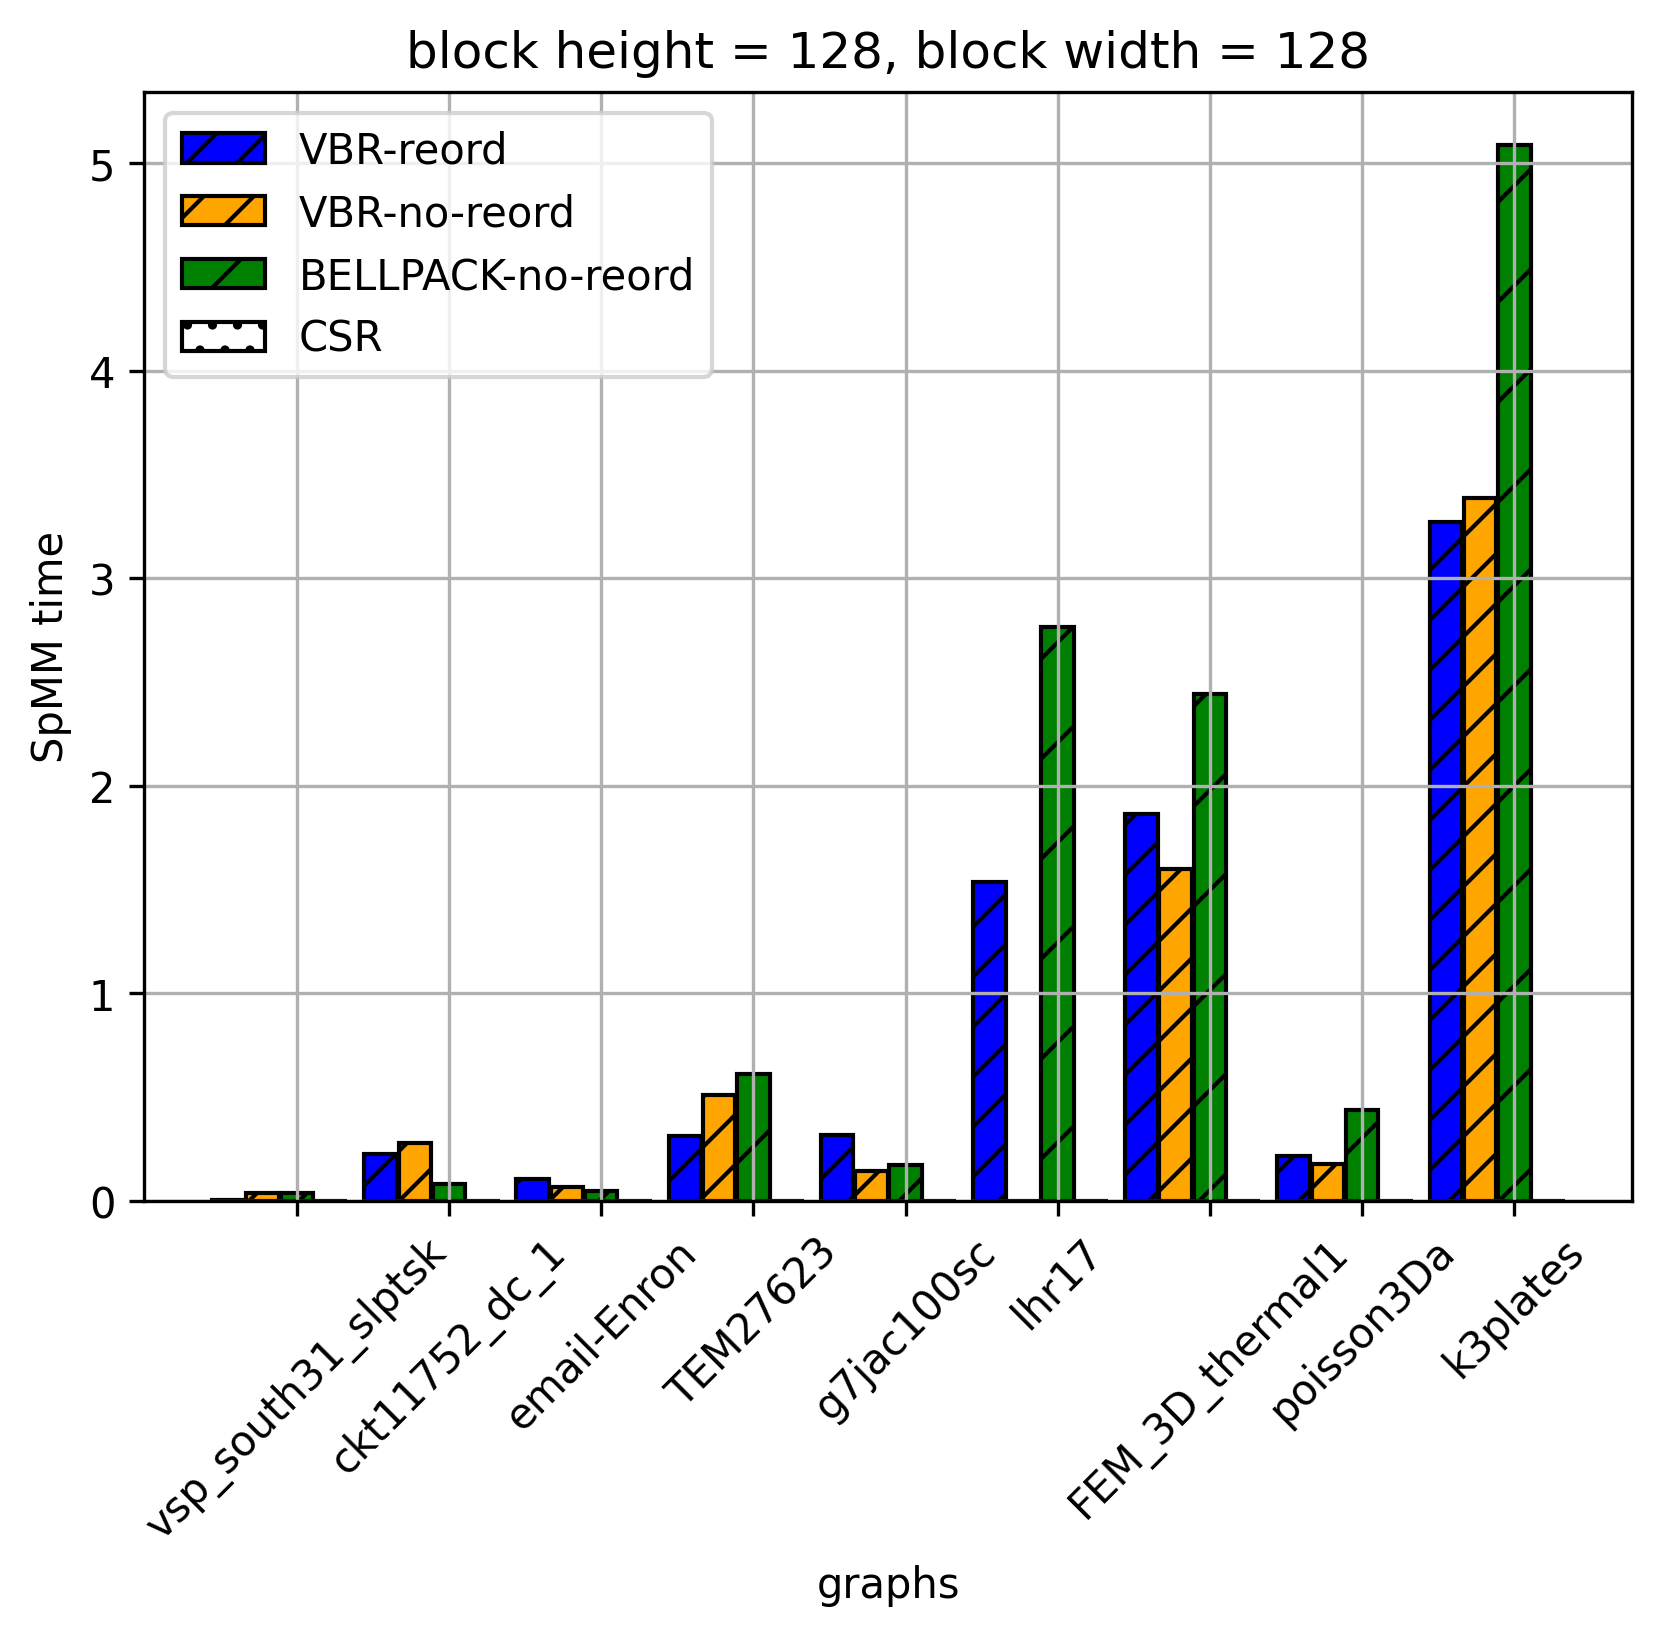 block height = 128, block width = 128
VBR-reord
VBR-no-reord
BELLPACK-no-reord
CSR
SpMM time
5
4
3
2
1
0
vsp_south31_slptsk
ckt11752_dc_1
email-Enron
TEM27623
g7jac100sc
lhr17
FEM_3D_thermal1
poisson3Da
k3plates
graphs